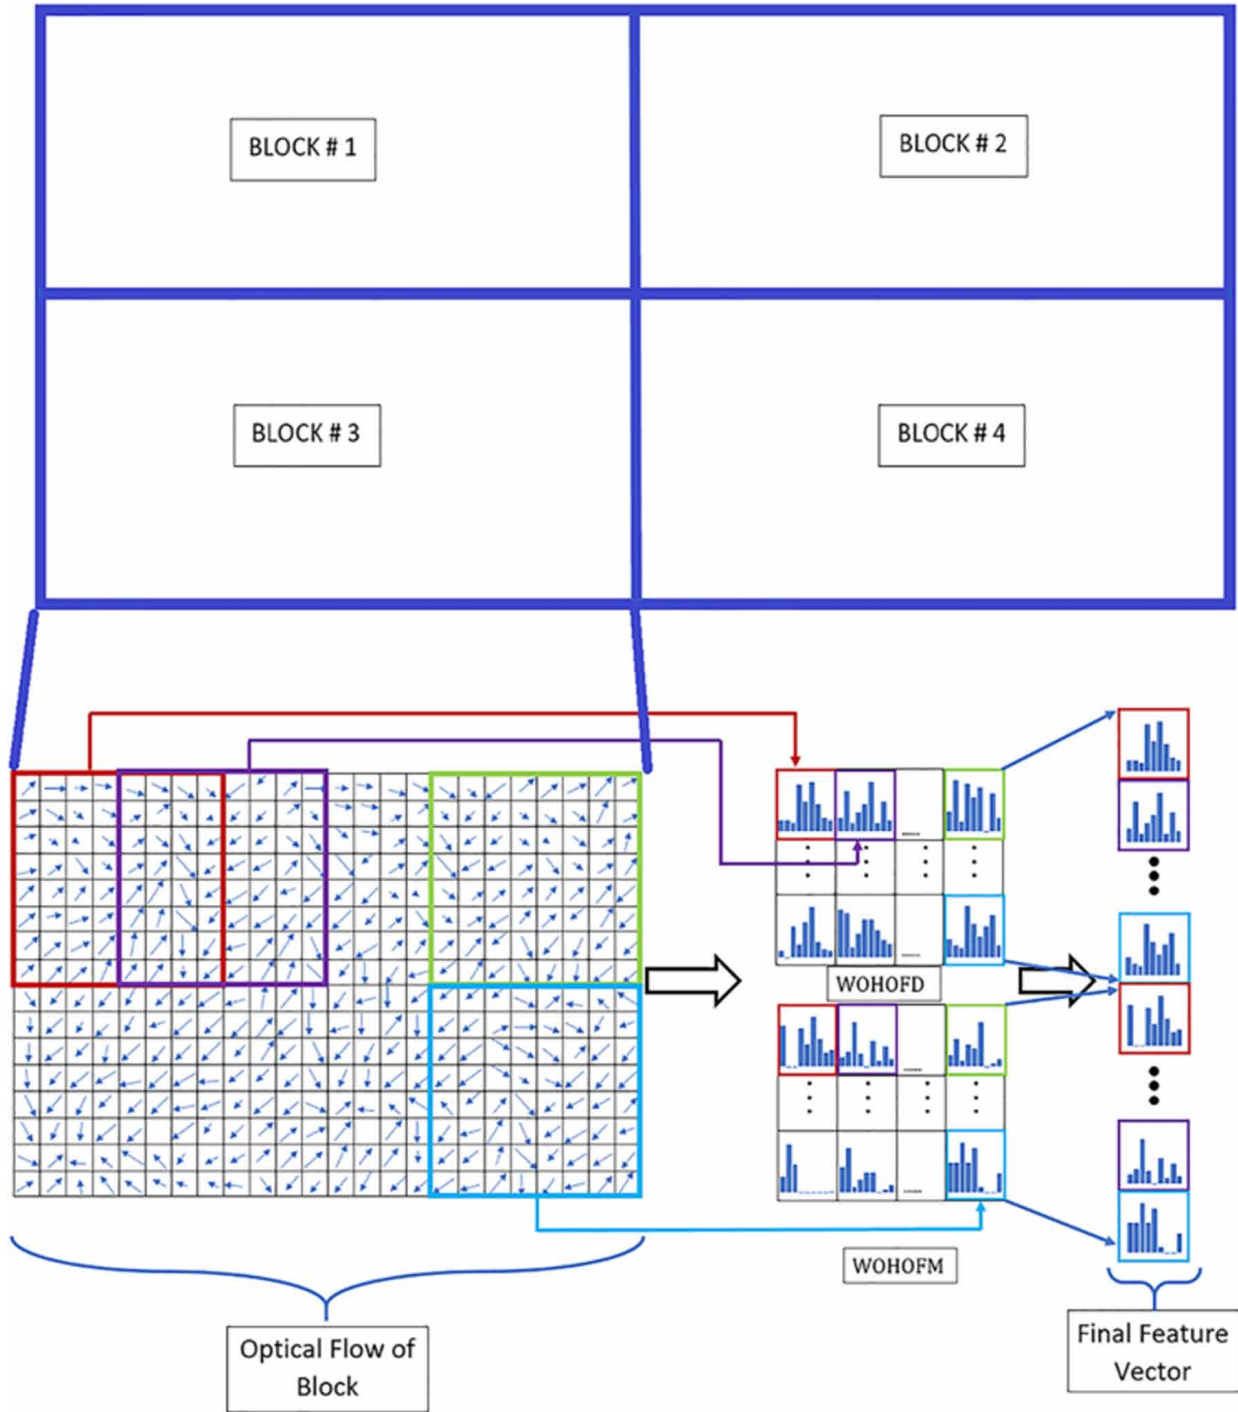 BLOCK # 1
BLOCK # 2
BLOCK # 3
BLOCK # 4
WOHOFD
WOHOFM
Optical Flow of
Block
Final Feature
Vector